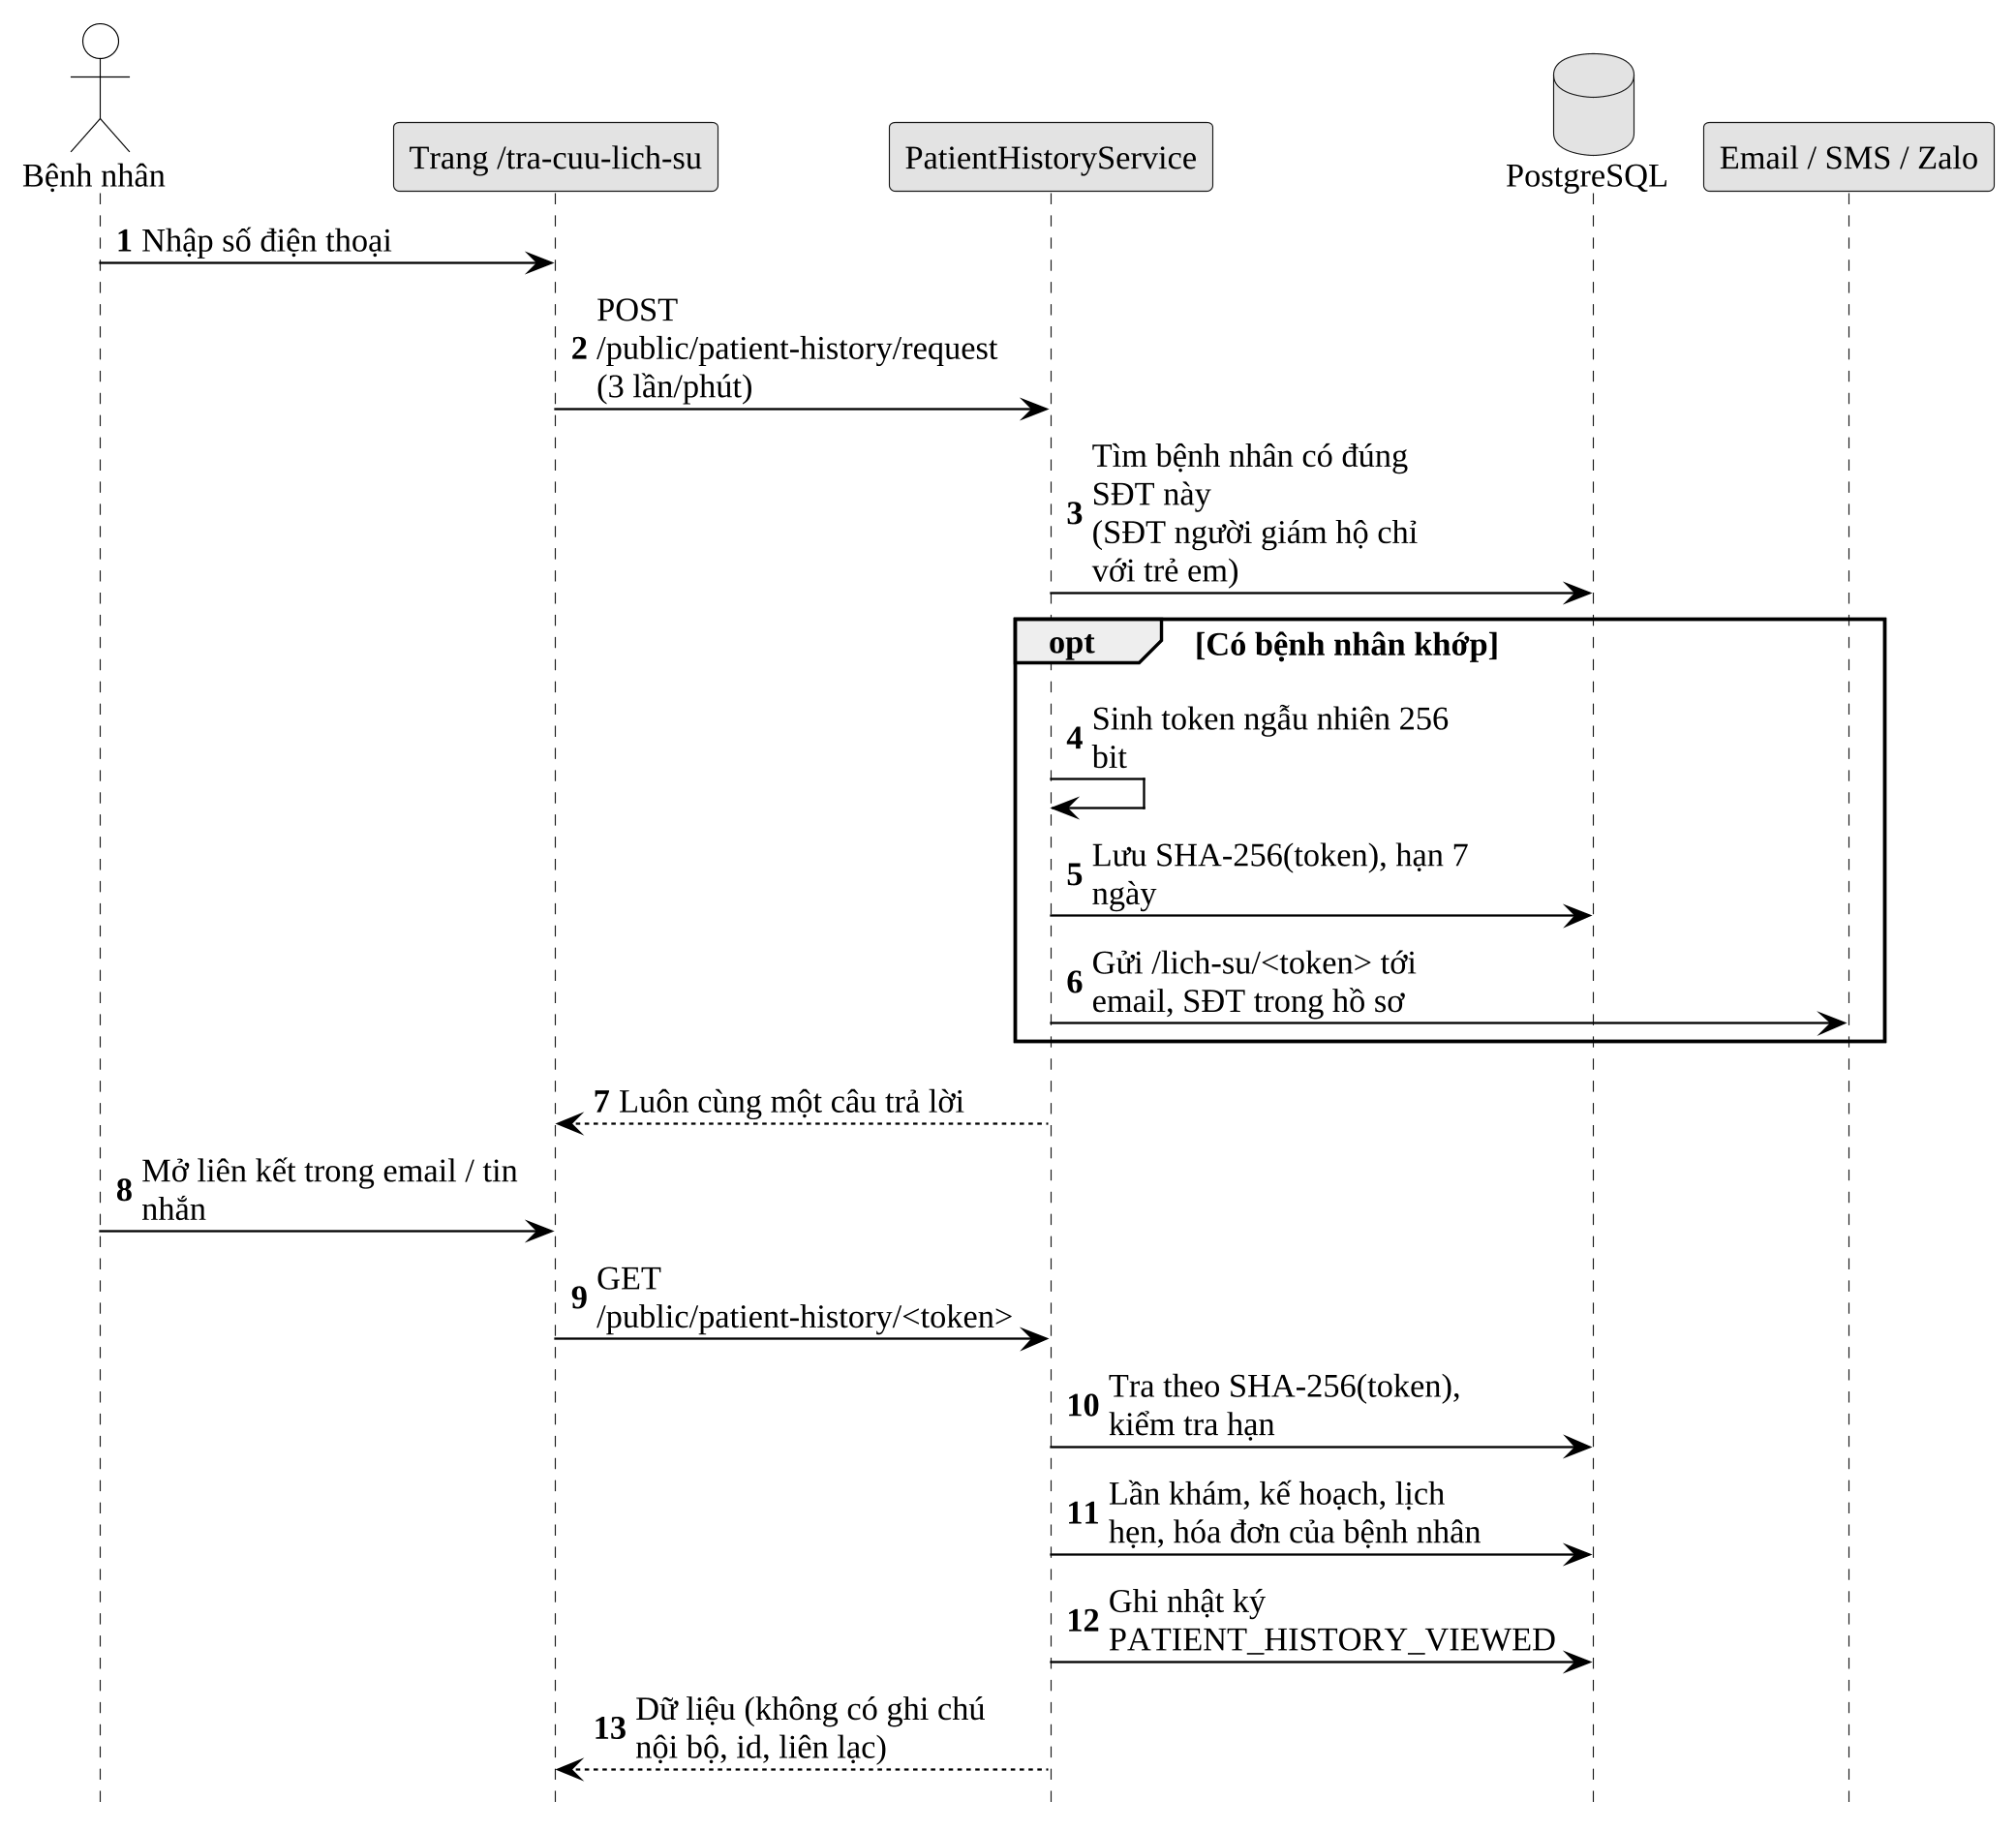 Bệnh nhân
Trang /tra-cuu-lich-su
PatientHistoryService
PostgreSQL
Email / SMS / Zalo
1 Nhập số điện thoại
POST
2 /public/patient-history/request
(3 lần/phút)
Tìm bệnh nhân có đúng
SĐT này
3
(SĐT người giám hộ chỉ
với trẻ em)
opt
[Có bệnh nhân khớp]
4
Sinh token ngẫu nhiên 256
bit
5
Lưu SHA-256(token), hạn 7
ngày
6
Gửi /lich-su/<token> tới
email, SĐT trong hồ sơ
7 Luôn cùng một câu trả lời
8
Mở liên kết trong email / tin
nhắn
9
GET
/public/patient-history/<token>
10
Tra theo SHA-256(token),
kiểm tra hạn
11
Lần khám, kế hoạch, lịch
hẹn, hóa đơn của bệnh nhân
12
Ghi nhật ký
PATIENT_HISTORY_VIEWED
13
Dữ liệu (không có ghi chú
nội bộ, id, liên lạc)